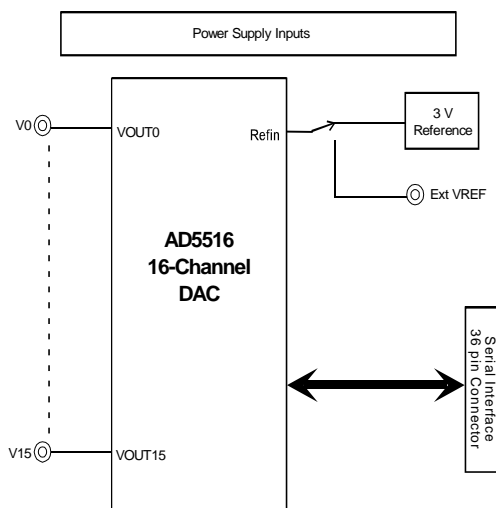 Power Supply Inputs
V0
VOUT0
Refin
3 V
Reference
Ext VREF
AD5516
16-Channel
DAC
Serial Interface
36 pin Connector
V15
VOUT15